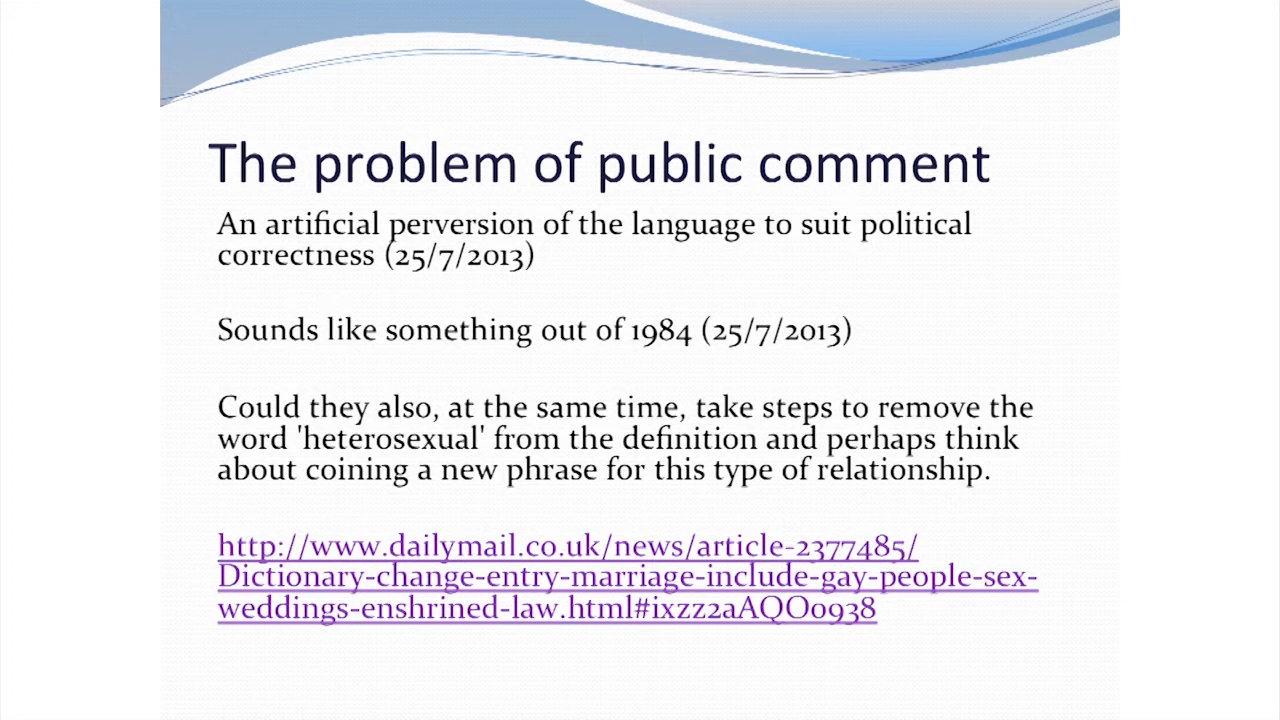 The problem of public comment
An artificial perversion of the language to suit political
correctness (25/7/2013)
Sounds like something out of 1984 (25/7/2013)
Could they also, at the same time, take steps to remove the
word 'heterosexual' from the definition and perhaps think
about coining a new phrase for this type of relationship.
http://www.dailymail.co.uk/news/article-2377485/
Dictionary-change-entry-marriage-include-gay-people-sex-
weddings-enshrined-law.html#ixzz2aAQO0938